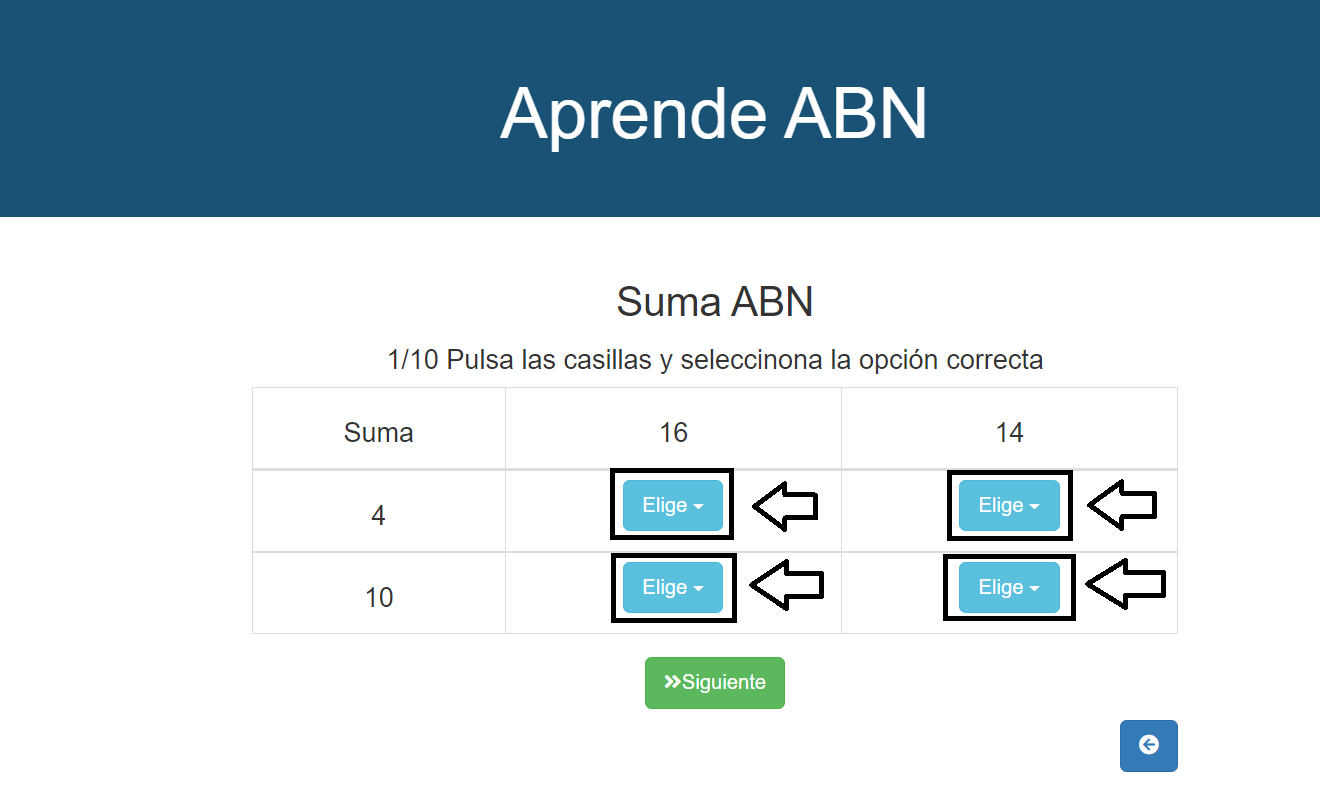 Aprende ABN
Suma ABN
1/10 Pulsa las casillas y seleccinona la opción correcta
Suma 16 14
4 Elige Elige
10 Elige Elige
Siguiente